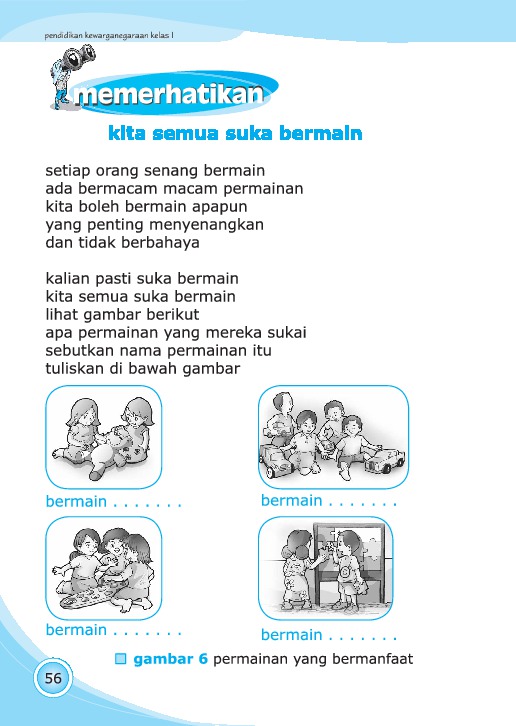 pendidikan kewarganegaraan kelas I
memerhatikan
kita semua suka bermain
setiap orang senang bermain
ada bermacam macam permainan
kita boleh bermain apapun
yang penting menyenangkan
dan tidak berbahaya
kalian pasti suka bermain
kita semua suka bermain
lihat gambar berikut
apa permainan yang mereka sukai
sebutkan nama permainan itu
tuliskan di bawah gambar
bermain . . . . . . .
bermain . . . . . . .
bermain . . . . . . .
bermain . . . . . . .
gambar 6 permainan yang bermanfaat
56